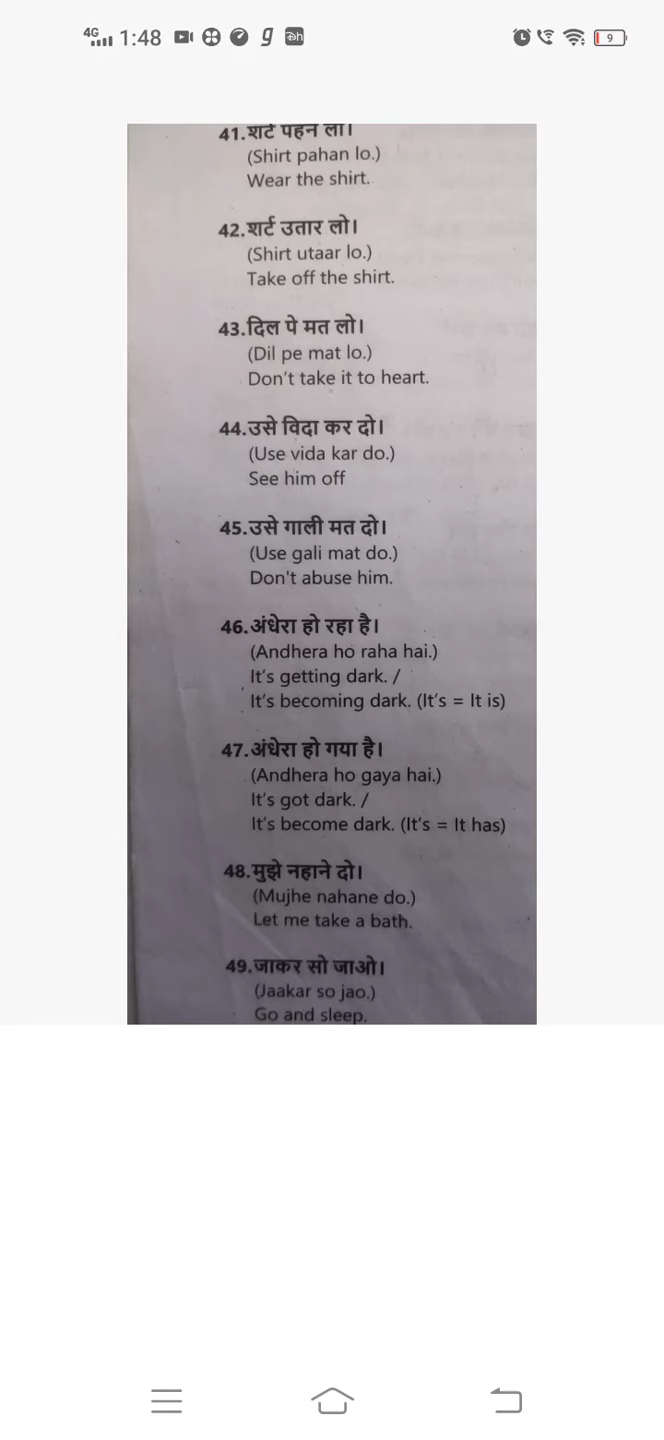 4G 1:48 9
41.शर्ट पहन लो।
(Shirt pahan lo.)
Wear the shirt.
42.शर्ट उतार लो।
(Shirt utaar lo.)
Take off the shirt.
43.दिल पे मत लो।
(Dil pe mat lo.)
Don't take it to heart.
44.उसे विदा कर दो।
(Use vida kar do.)
See him off
45.उसे गाली मत दो।
(Use gali mat do.)
Don't abuse him.
46.अंधेरा हो रहा है।
(Andhera ho raha hai.)
It's getting dark. /
It's becoming dark. (It's = It is)
47.अंधेरा हो गया है।
(Andhera ho gaya hai.)
It's got dark. /
It's become dark. (It's = It has)
48.मुझे नहाने दो।
(Mujhe nahane do.)
Let me take a bath.
49.जाकर सो जाओ।
(Jaakar so jao.)
Go and sleep.